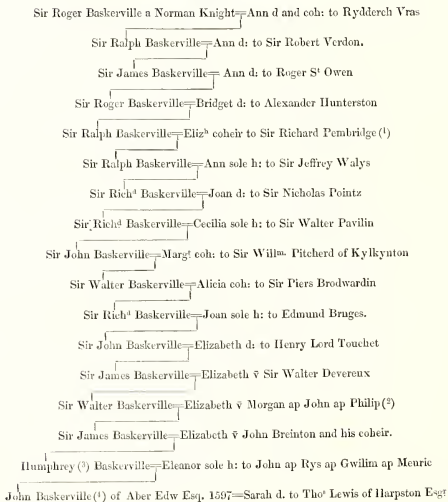 Sir Roger Baskerville a Norman Knight=Ann d and coh: to Rydderch Vras
Sir Ralph Baskerville=Ann d: to Sir Robert Verdon.
Sir James Baskerville= Ann d: to Roger Sᵗ Owen
Sir Roger Baskerville=Bridget d: to Alexander Hunterston
Sir Ralph Baskerville=Elizʰ coheir to Sir Richard Pembridge (¹)
Sir Ralph Baskerville=Ann sole h: to Sir Jeffrey Walys
Sir Richᵈ Baskerville=Joan d: to Sir Nicholas Pointz
Sir Richᵈ Baskerville=Cecilia sole h: to Sir Walter Pavilin
Sir John Baskerville=Margᵗ coh: to Sir Willᵐ. Pitcherd of Kylkynton
Sir Walter Baskerville=Alicia coh: to Sir Piers Brodwardin
Sir Richᵈ Baskerville=Joan sole h: to Edmund Bruges.
Sir John Baskerville=Elizabeth d: to Henry Lord Touchet
Sir James Baskerville=Elizabeth v̄ Sir Walter Devereux
Sir Walter Baskerville=Elizabeth v̄ Morgan ap John ap Philip (²)
Sir James Baskerville=Elizabeth v̄ John Breinton and his coheir.
Humphrey (³) Baskerville=Eleanor sole h: to John ap Rys ap Gwilim ap Meuric
John Baskerville(⁴) of Aber Edw Esq. 1597=Sarah d. to Thoˢ Lewis of Harpston Esqʳ